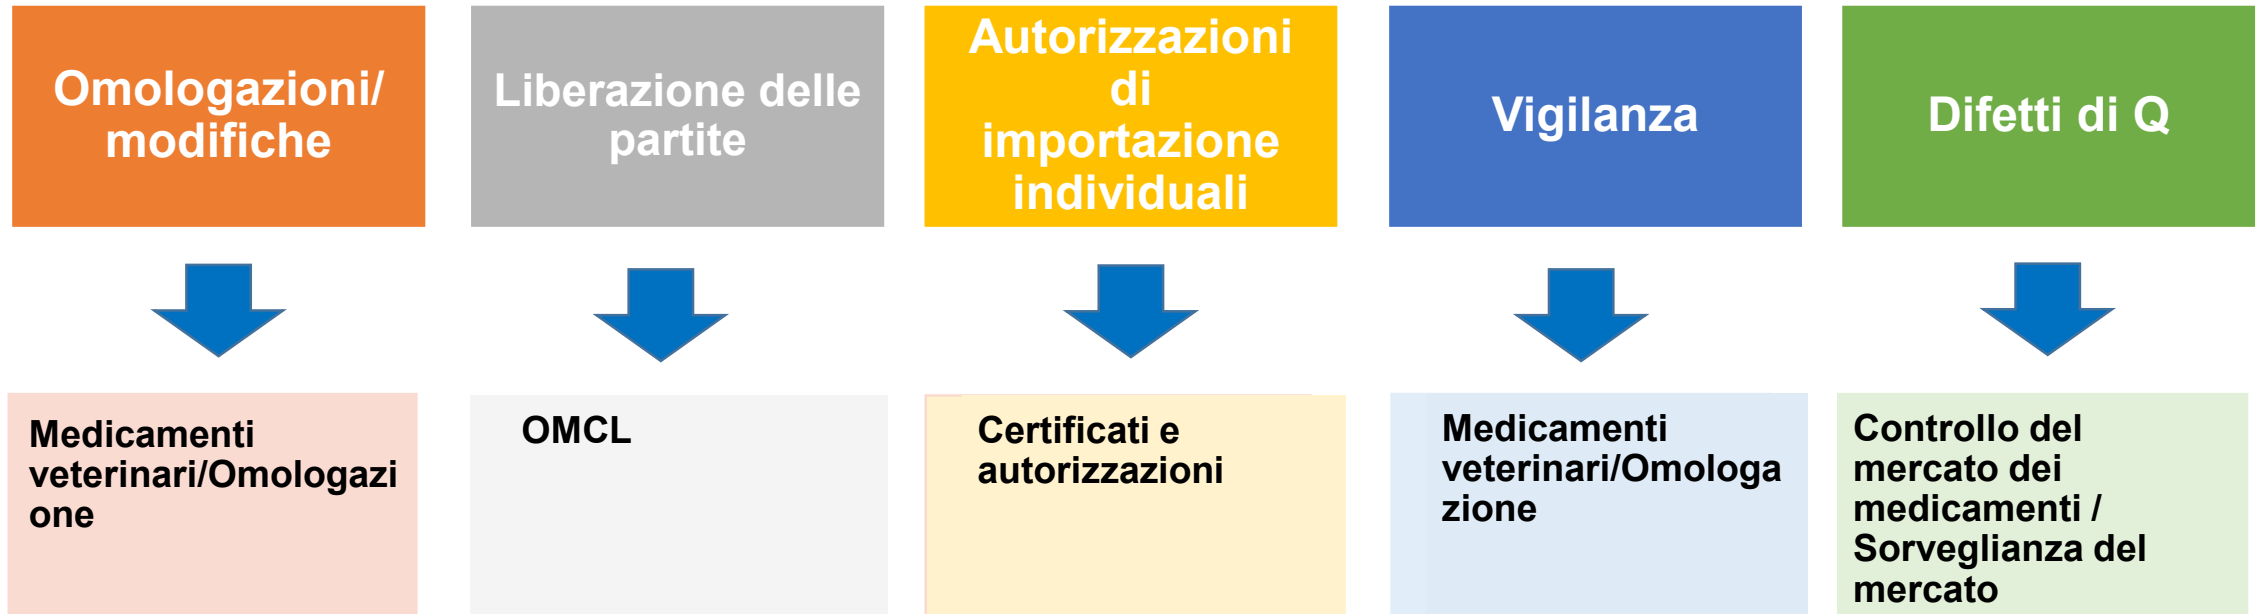 Omologazioni/
modifiche
Liberazione delle
partite
Autorizzazioni
di
importazione
individuali
Vigilanza
Difetti di Q
Medicamenti
veterinari/Omologazi
one
OMCL
Certificati e
autorizzazioni
Medicamenti
veterinari/Omologa
zione
Controllo del
mercato dei
medicamenti /
Sorveglianza del
mercato